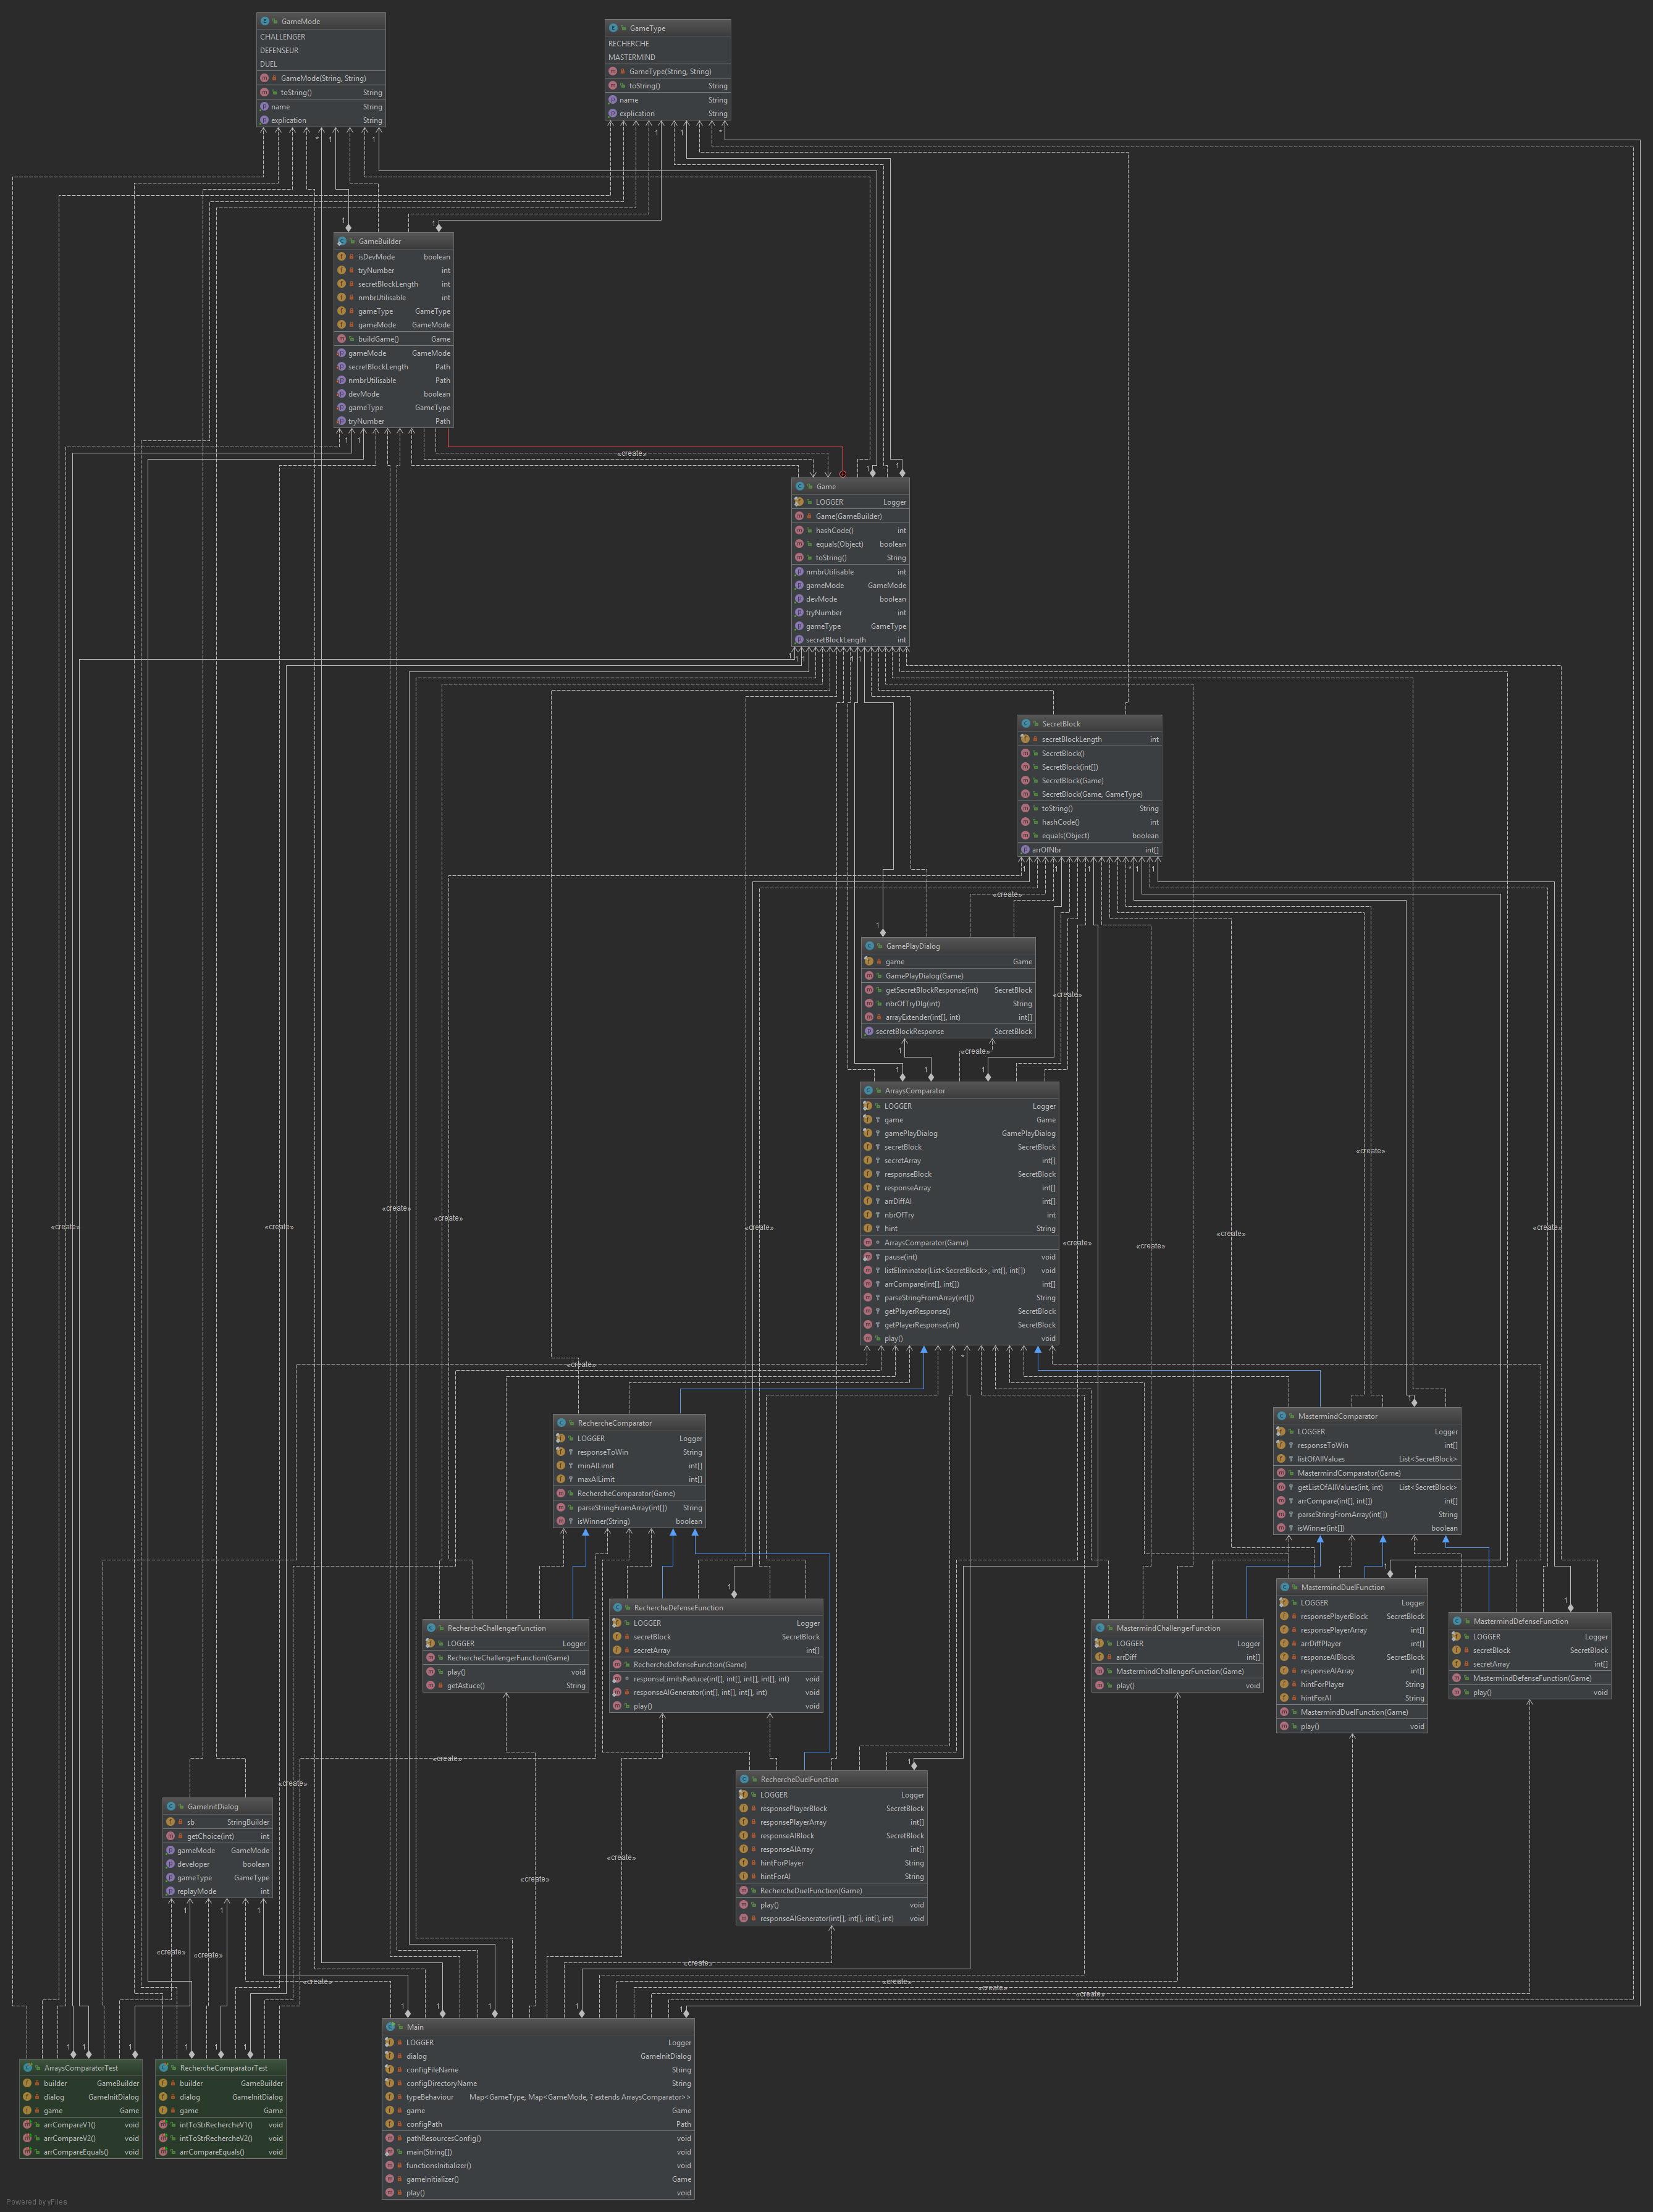 GameMode
CHALLENGER
DEFENSEUR
DUEL
GameMode(String, String)
toString() String
name String
explication String
GameType
RECHERCHE
MASTERMIND
GameType(String, String)
toString() String
name String
explication String
GameBuilder
isDevMode boolean
tryNumber int
secretBlockLength int
nmbrUtilisable int
gameType GameType
gameMode GameMode
buildGame() Game
gameMode GameMode
secretBlockLength Path
nmbrUtilisable Path
devMode boolean
gameType GameType
tryNumber Path
«create»
Game
LOGGER Logger
Game(GameBuilder)
hashCode() int
equals(Object) boolean
toString() String
nmbrUtilisable int
gameMode GameMode
devMode boolean
tryNumber int
gameType GameType
secretBlockLength int
SecretBlock
secretBlockLength int
SecretBlock()
SecretBlock(int[])
SecretBlock(Game)
SecretBlock(Game, GameType)
toString() String
hashCode() int
equals(Object) boolean
arrOfNbr int[]
«create»
GamePlayDialog
game Game
GamePlayDialog(Game)
getSecretBlockResponse(int) SecretBlock
nbrOfTryDlg(int) String
arrayExtender(int[], int) int[]
secretBlockResponse SecretBlock
«create»
«create»
ArraysComparator
LOGGER Logger
game Game
gamePlayDialog GamePlayDialog
secretBlock SecretBlock
secretArray int[]
responseBlock SecretBlock
responseArray int[]
arrDiffAI int[]
nbrOfTry int
hint String
ArraysComparator(Game)
pause(int) void
listEliminator(List<SecretBlock>, int[], int[]) void
arrCompare(int[], int[]) int[]
parseStringFromArray(int[]) String
getPlayerResponse() SecretBlock
getPlayerResponse(int) SecretBlock
play() void
«create»
«create»
«create»
«create»
«create»
«create»
«create»
«create»
«create»
«create»
«create»
RechercheComparator
LOGGER Logger
responseToWin String
minAILimit int[]
maxAILimit int[]
RechercheComparator(Game)
parseStringFromArray(int[]) String
isWinner(String) boolean
MastermindComparator
LOGGER Logger
responseToWin int[]
listOfAllValues List<SecretBlock>
MastermindComparator(Game)
getListOfAllValues(int, int) List<SecretBlock>
arrCompare(int[], int[]) int[]
parseStringFromArray(int[]) String
isWinner(int[]) boolean
RechercheChallengerFunction
LOGGER Logger
RechercheChallengerFunction(Game)
play() void
getAstuce() String
RechercheDefenseFunction
LOGGER Logger
secretBlock SecretBlock
secretArray int[]
RechercheDefenseFunction(Game)
responseLimitsReduce(int[], int[], int[], int[], int) void
responseAIGenerator(int[], int[], int[], int) void
play() void
MastermindChallengerFunction
LOGGER Logger
arrDiff int[]
MastermindChallengerFunction(Game)
play() void
MastermindDuelFunction
LOGGER Logger
responsePlayerBlock SecretBlock
responsePlayerArray int[]
arrDiffPlayer int[]
responseAIBlock SecretBlock
responseAIArray int[]
hintForPlayer String
hintForAI String
MastermindDuelFunction(Game)
play() void
MastermindDefenseFunction
LOGGER Logger
secretBlock SecretBlock
secretArray int[]
MastermindDefenseFunction(Game)
play() void
«create»
«create»
«create»
«create»
RechercheDuelFunction
LOGGER Logger
responsePlayerBlock SecretBlock
responsePlayerArray int[]
responseAIBlock SecretBlock
responseAIArray int[]
hintForPlayer String
hintForAI String
RechercheDuelFunction(Game)
play() void
responseAIGenerator(int[], int[], int[], int) void
GameInitDialog
sb StringBuilder
getChoice(int) int
gameMode GameMode
developer boolean
gameType GameType
replayMode int
«create»
«create»
«create»
«create»
«create»
«create»
«create»
Main
LOGGER Logger
dialog GameInitDialog
configFileName String
configDirectoryName String
typeBehaviour Map<GameType, Map<GameMode, ? extends ArraysComparator>>
game Game
configPath Path
pathResourcesConfig() void
main(String[]) void
functionsInitializer() void
gameInitializer() Game
play() void
ArraysComparatorTest
builder GameBuilder
dialog GameInitDialog
game Game
arrCompareV1() void
arrCompareV2() void
arrCompareEquals() void
RechercheComparatorTest
builder GameBuilder
dialog GameInitDialog
game Game
intToStrRechercheV1() void
intToStrRechercheV2() void
arrCompareEquals() void
Powered by yFiles